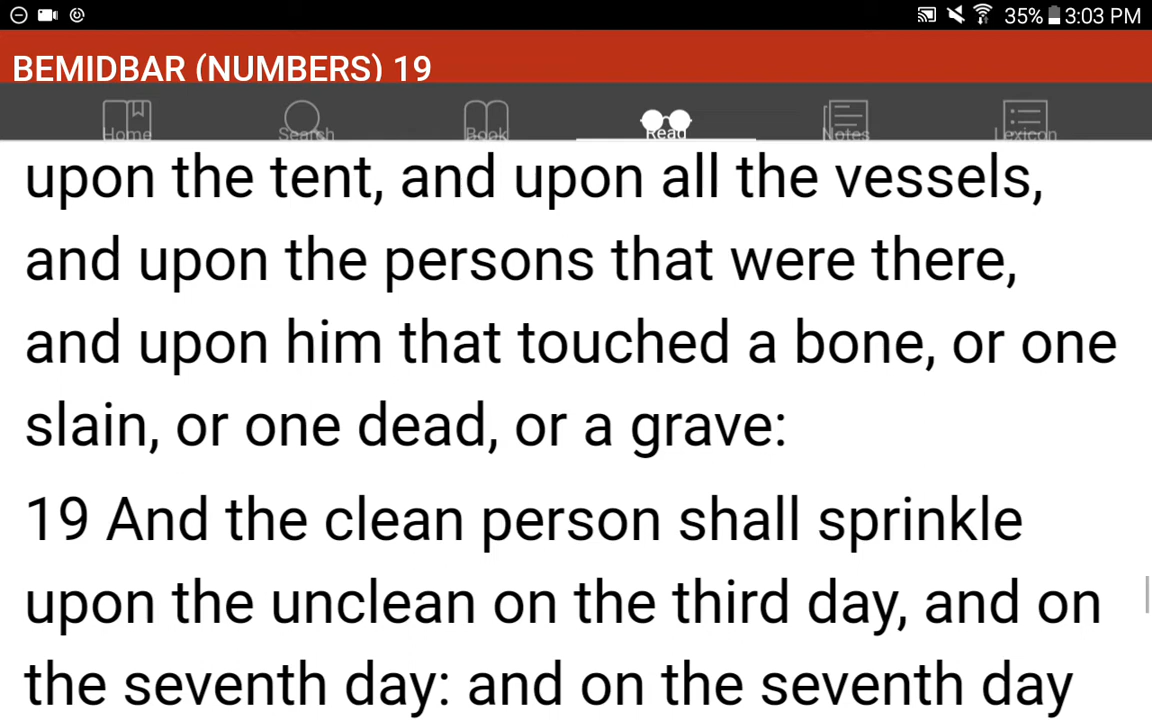 35% 3:03 PM
BEMIDBAR (NUMBERS) 19
Home Search Book Read Notes Lexicon
upon the tent, and upon all the vessels,
and upon the persons that were there,
and upon him that touched a bone, or one
slain, or one dead, or a grave:
19 And the clean person shall sprinkle
upon the unclean on the third day, and on
the seventh day: and on the seventh day